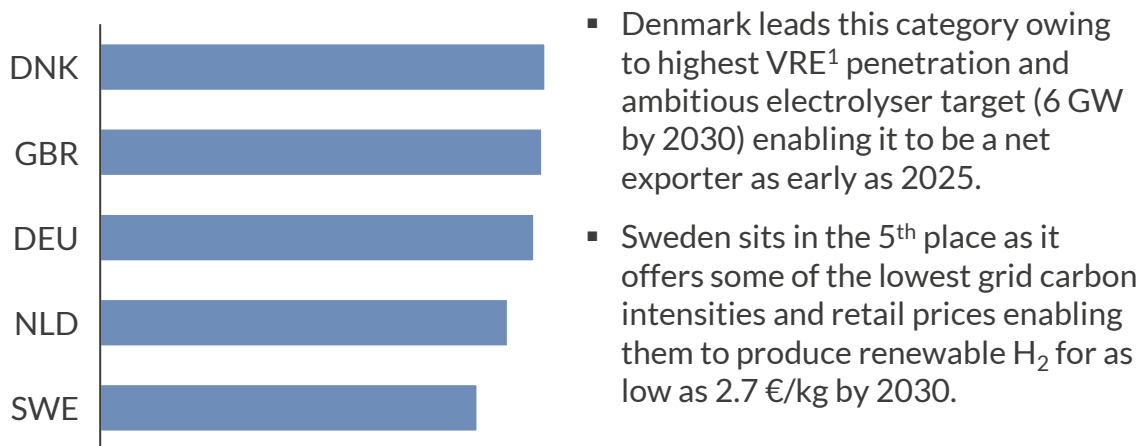 DNK
GBR
DEU
NLD
SWE
▪ Denmark leads this category owing
to highest VRE¹ penetration and
ambitious electrolyser target (6 GW
by 2030) enabling it to be a net
exporter as early as 2025.
▪ Sweden sits in the 5ᵗʰ place as it
offers some of the lowest grid carbon
intensities and retail prices enabling
them to produce renewable H₂ for as
low as 2.7 €/kg by 2030.